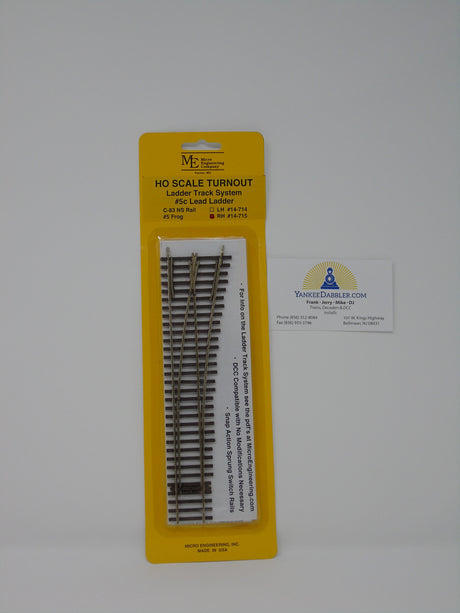 ME Micro
Engineering
Company
HO SCALE TURNOUT
Ladder Track System
#5c Lead Ladder
C-83 NS Rail LH #14-714
#5 Frog RH #14-715
· For Info on the Ladder Track System see the pdf's at MicroEngineering.com
· DCC Compatible with No Modifications Necessary
· Snap Action Sprung Switch Rails
MICRO ENGINEERING, INC.
MADE IN USA
YANKEEDABBLER.COM
Frank · Jerry · Mike · DJ
Trains, Decoders & DCC
Installs
Phone (856) 312-8084
Fax (856) 931-3796
101 W. Kings Highway
Bellmawr, NJ 08031